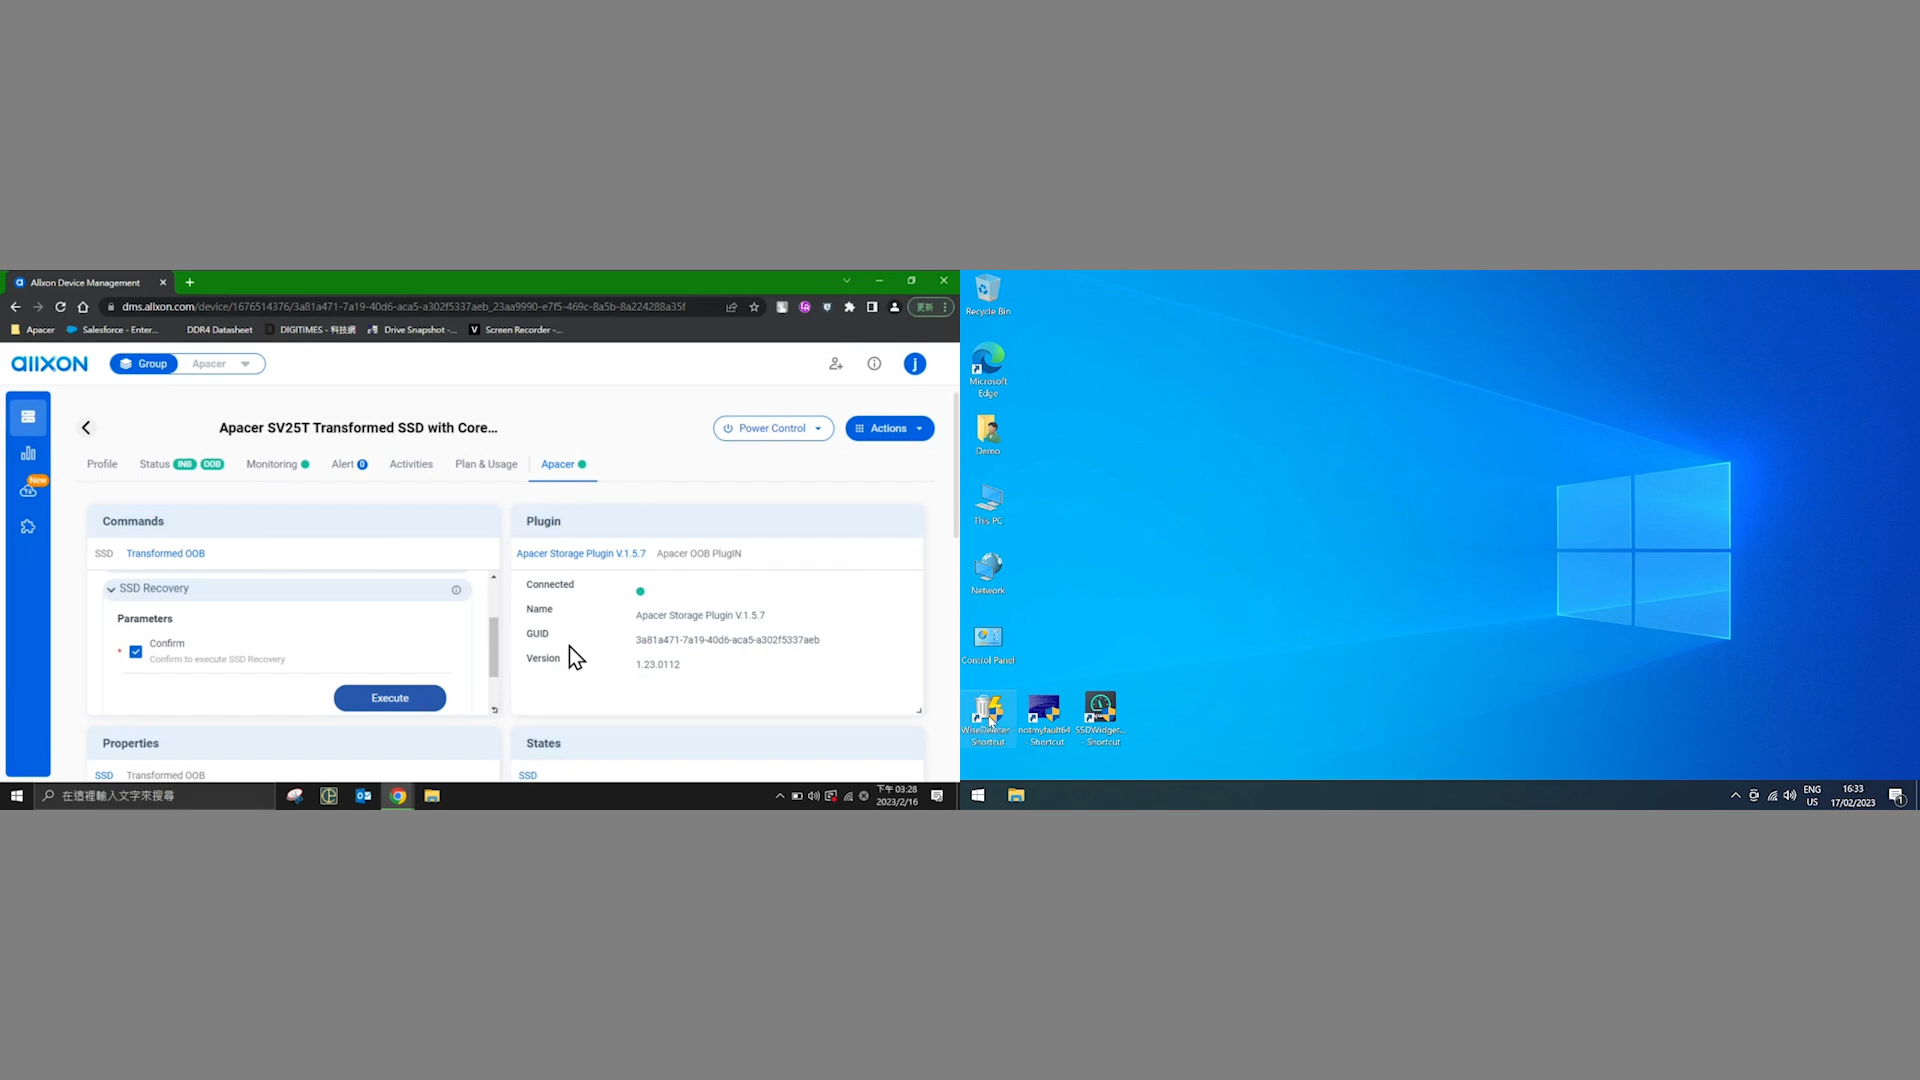 Allxon Device Management
dms.allxon.com/device/1676514376/3a81a471-7a19-40d6-aca5-a302f5337aeb_23aa9990-e7f5-469c-8a5b-8a224288a35f
更新
Apacer
Salesforce - Enter...
DDR4 Datasheet
DIGITIMES - 科技網
Drive Snapshot -...
Screen Recorder -...
allxon
Group
Apacer
j
Apacer SV25T Transformed SSD with Core...
Power Control
Actions
Profile
Status INB OOB
Monitoring
Alert 0
Activities
Plan & Usage
Apacer
New
Commands
SSD
Transformed OOB
SSD Recovery
Parameters
* Confirm
Confirm to execute SSD Recovery
Execute
Plugin
Apacer Storage Plugin V.1.5.7
Apacer OOB PlugIN
Connected
Name
Apacer Storage Plugin V.1.5.7
GUID
3a81a471-7a19-40d6-aca5-a302f5337aeb
Version
1.23.0112
Properties
SSD
Transformed OOB
States
SSD
在這裡輸入文字來搜尋
下午 03:28
2023/2/16
Recycle Bin
Microsoft
Edge
Demo
This PC
Network
Control Panel
WiseDeleter -
Shortcut
notmyfault64
- Shortcut
SSDWidget...
- Shortcut
ENG
US
16:33
17/02/2023
1